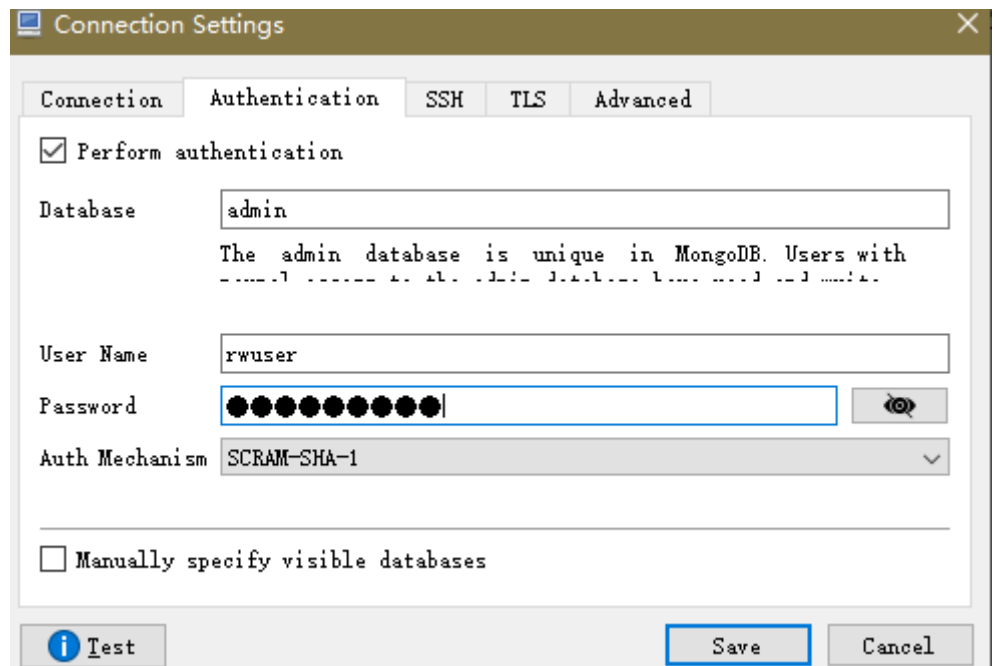 Connection Settings
Connection Authentication SSH TLS Advanced
Perform authentication
Database admin
The admin database is unique in MongoDB. Users with
User Name rwuser
Password ●●●●●●●●●
Auth Mechanism SCRAM-SHA-1
Manually specify visible databases
Test Save Cancel